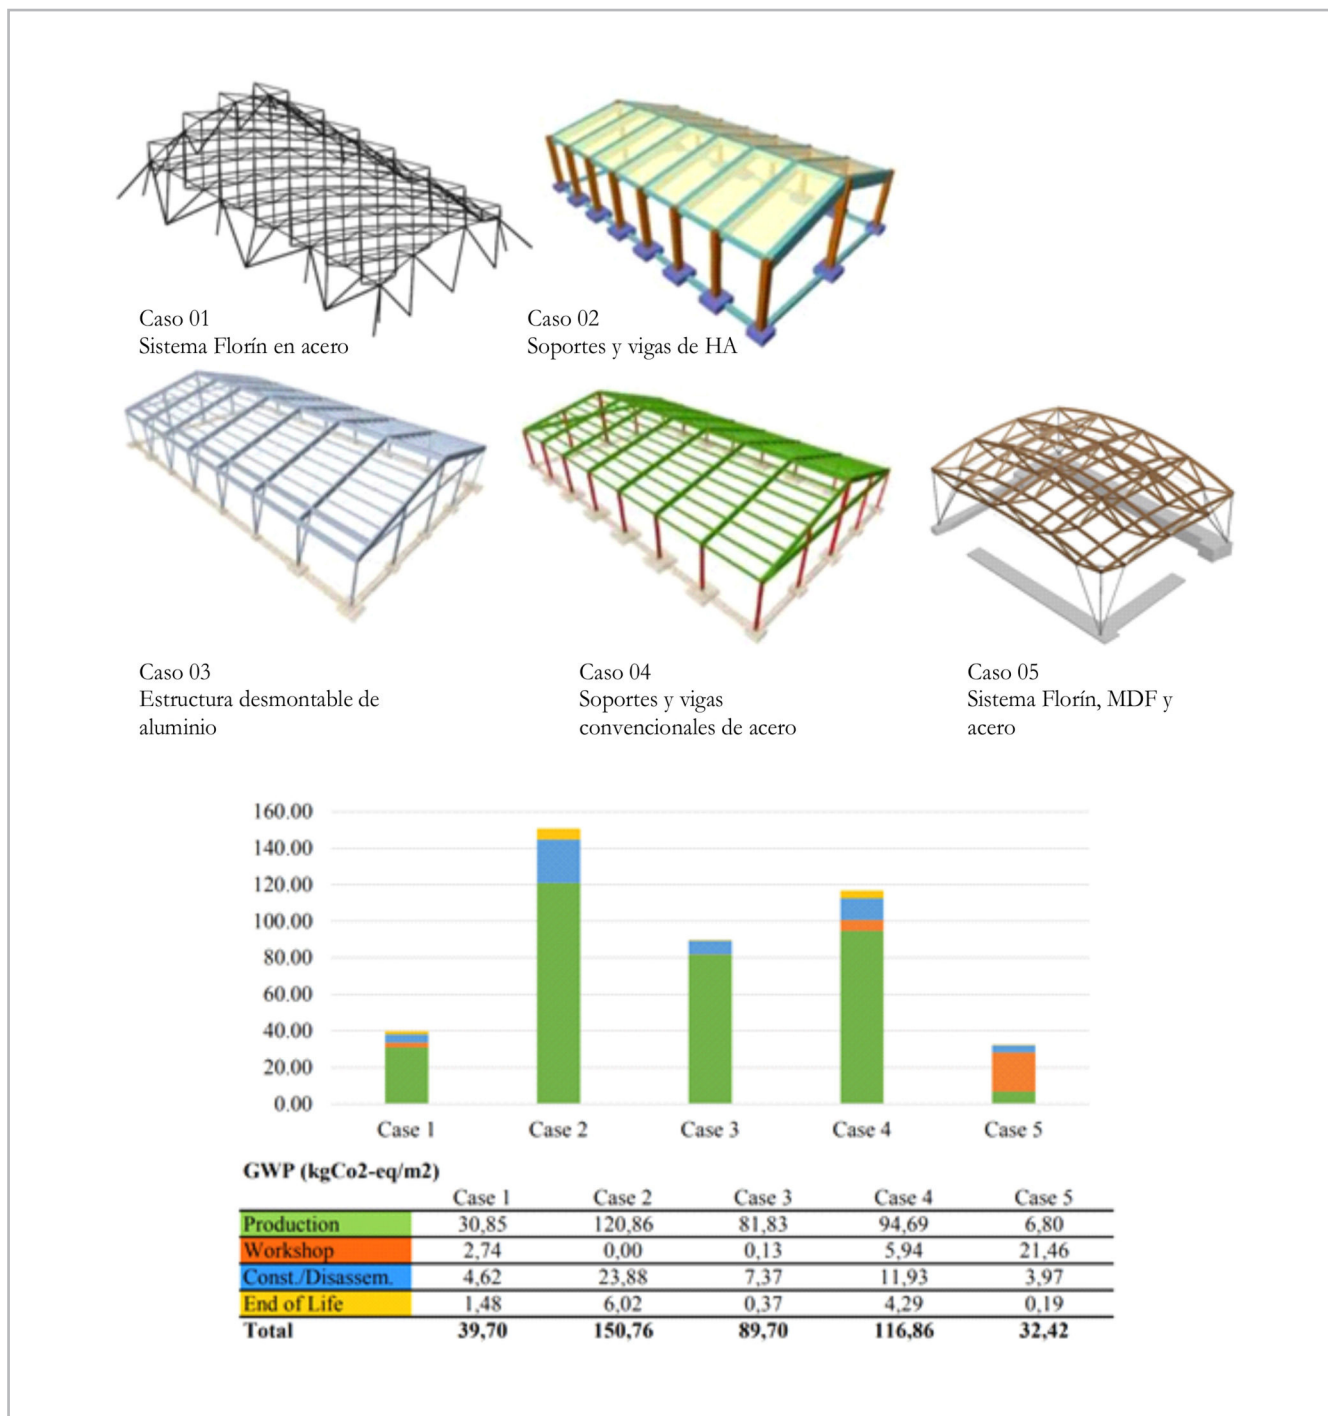 Caso 01
Sistema Florín en acero
Caso 02
Soportes y vigas de HA
Caso 03
Estructura desmontable de
aluminio
Caso 04
Soportes y vigas
convencionales de acero
Caso 05
Sistema Florín, MDF y
acero
160.00
140.00
120.00
100.00
80.00
60.00
40.00
20.00
0.00
Case 1 Case 2 Case 3 Case 4 Case 5
GWP (kgCo2-eq/m2)
Case 1 Case 2 Case 3 Case 4 Case 5
Production 30,85 120,86 81,83 94,69 6,80
Workshop 2,74 0,00 0,13 5,94 21,46
Const./Disassem. 4,62 23,88 7,37 11,93 3,97
End of Life 1,48 6,02 0,37 4,29 0,19
Total 39,70 150,76 89,70 116,86 32,42